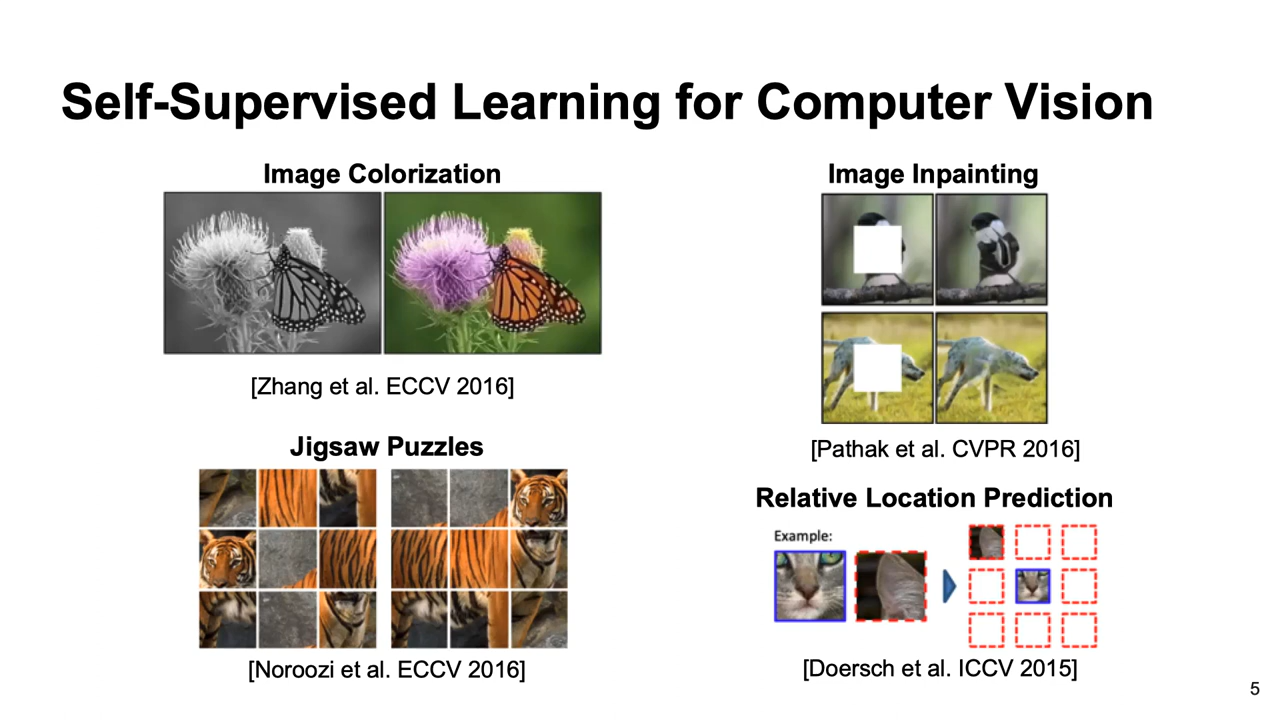 Self-Supervised Learning for Computer Vision
Image Colorization
[Zhang et al. ECCV 2016]
Image Inpainting
[Pathak et al. CVPR 2016]
Jigsaw Puzzles
[Noroozi et al. ECCV 2016]
Relative Location Prediction
Example:
[Doersch et al. ICCV 2015]
5